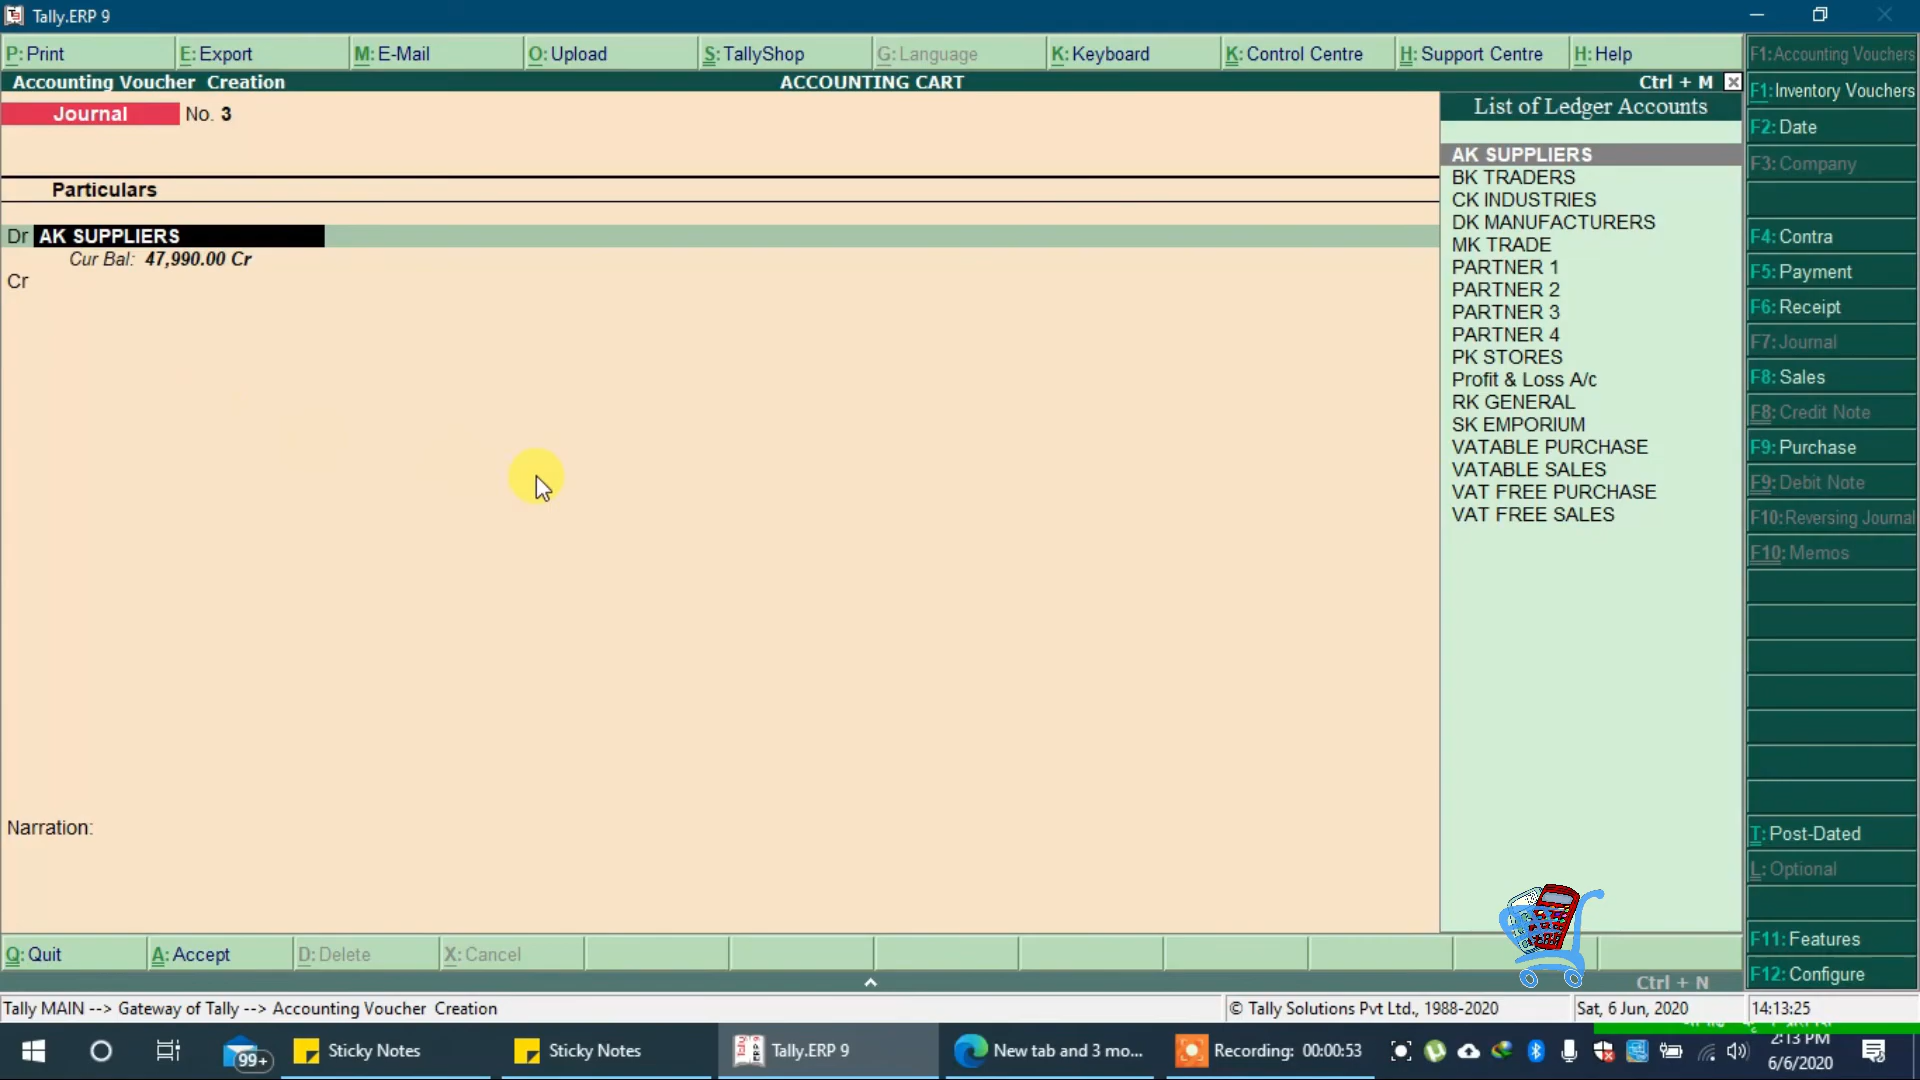 Tally.ERP 9
P: Print E: Export M: E-Mail O: Upload S: TallyShop G: Language K: Keyboard K: Control Centre H: Support Centre H: Help
Accounting Voucher Creation ACCOUNTING CART Ctrl + M
Journal No. 3
Particulars
Dr AK SUPPLIERS
Cur Bal: 47,990.00 Cr
Cr
Narration:
List of Ledger Accounts
AK SUPPLIERS
BK TRADERS
CK INDUSTRIES
DK MANUFACTURERS
MK TRADE
PARTNER 1
PARTNER 2
PARTNER 3
PARTNER 4
PK STORES
Profit & Loss A/c
RK GENERAL
SK EMPORIUM
VATABLE PURCHASE
VATABLE SALES
VAT FREE PURCHASE
VAT FREE SALES
F1: Accounting Vouchers
F1: Inventory Vouchers
F2: Date
F3: Company
F4: Contra
F5: Payment
F6: Receipt
F7: Journal
F8: Sales
F8: Credit Note
F9: Purchase
F9: Debit Note
F10: Reversing Journal
F10: Memos
T: Post-Dated
L: Optional
F11: Features
F12: Configure
Q: Quit A: Accept D: Delete X: Cancel
Ctrl + N
Tally MAIN --> Gateway of Tally --> Accounting Voucher Creation © Tally Solutions Pvt Ltd., 1988-2020 Sat, 6 Jun, 2020 14:13:25
99+ Sticky Notes Sticky Notes Tally.ERP 9 New tab and 3 mo... Recording: 00:00:53 2:13 PM
6/6/2020